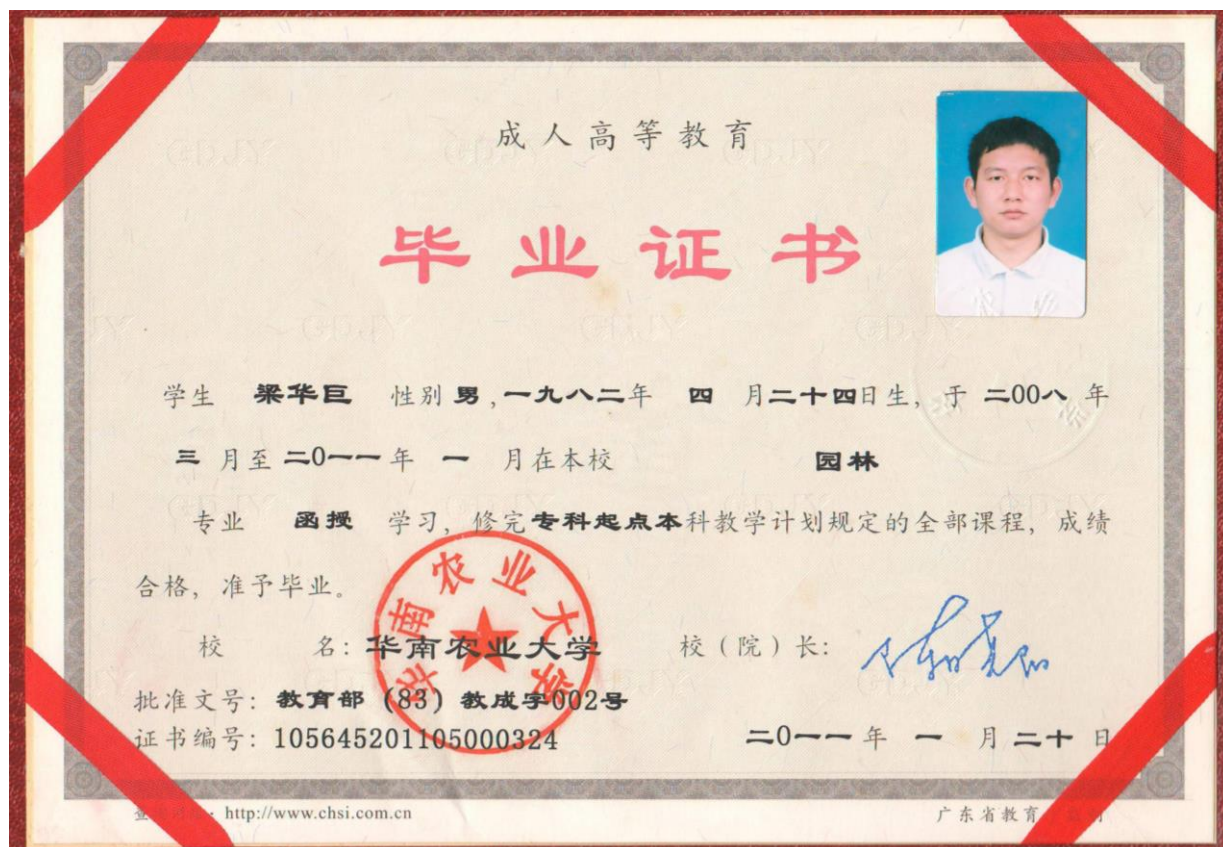 成人高等教育
毕业证书
学生 梁华巨 性别 男,一九八二年 四 月二十四日生，于 二00八 年
三 月至 二0一一 年 一 月在本校 园林
专业 函授 学习，修完专科起点本科教学计划规定的全部课程，成绩
合格，准予毕业。
华南农业大学
校 名：华南农业大学 校（院）长：
批准文号：教育部 (83) 教成字002号
证书编号：105645201105000324 二0一一 年 一 月 二十 日
http://www.chsi.com.cn 广东省教育
GDJY